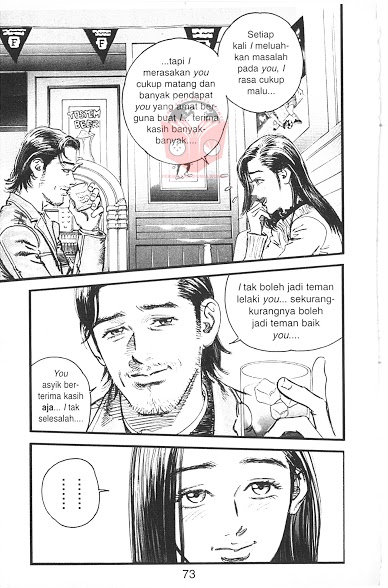 Setiap
kali I meluah-
kan masalah
pada you, I
rasa cukup
malu...
...tapi I
merasakan you
cukup matang dan
banyak pendapat
you yang amat ber-
guna buat I... terima
kasih banyak-
banyak....
TOTEM
BEER
I tak boleh jadi teman
lelaki you... sekurang-
kurangnya boleh
jadi teman baik
you....
You
asyik ber-
terima kasih
aja... I tak
selesalah....
73